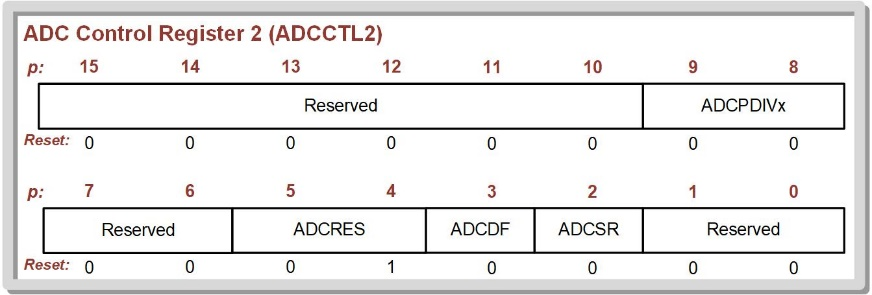 ADC Control Register 2 (ADCCTL2)
p: 15 14 13 12 11 10 9 8
Reserved ADCPDIVx
Reset: 0 0 0 0 0 0 0 0
p: 7 6 5 4 3 2 1 0
Reserved ADCRES ADCDF ADCSR Reserved
Reset: 0 0 0 1 0 0 0 0